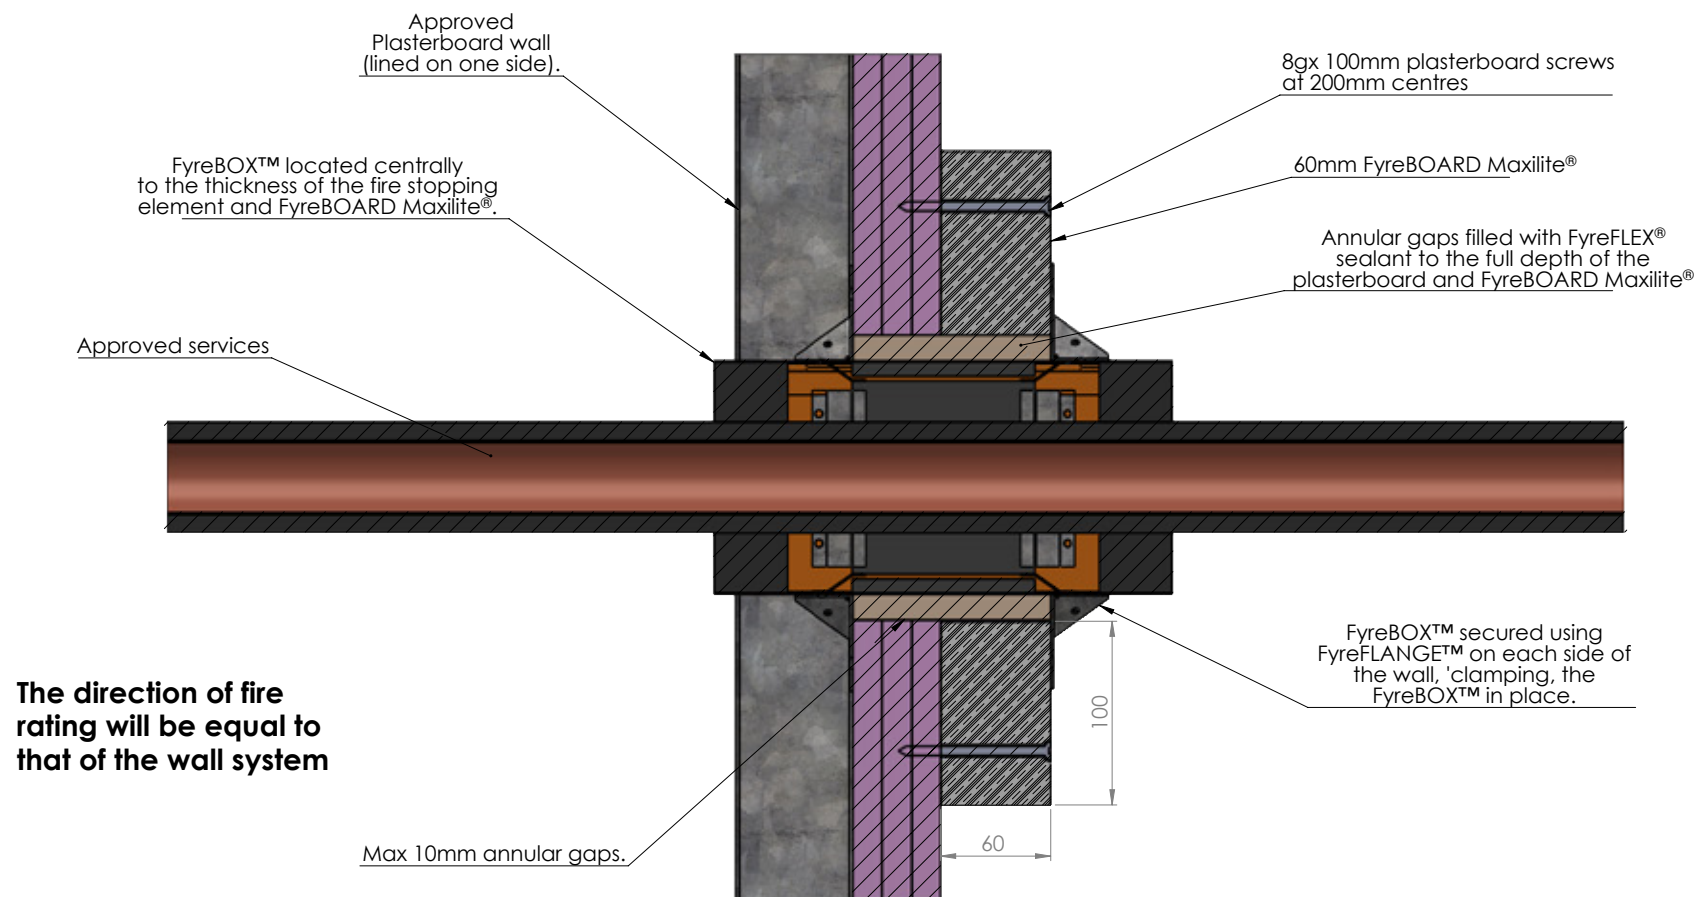 Approved
Plasterboard wall
(lined on one side).
8gx 100mm plasterboard screws
at 200mm centres
FyreBOX™ located centrally
to the thickness of the fire stopping
element and FyreBOARD Maxilite®.
60mm FyreBOARD Maxilite®
Annular gaps filled with FyreFLEX®
sealant to the full depth of the
plasterboard and FyreBOARD Maxilite®
Approved services
FyreBOX™ secured using
FyreFLANGE™ on each side of
the wall, 'clamping, the
FyreBOX™ in place.
The direction of fire
rating will be equal to
that of the wall system
100
60
Max 10mm annular gaps.